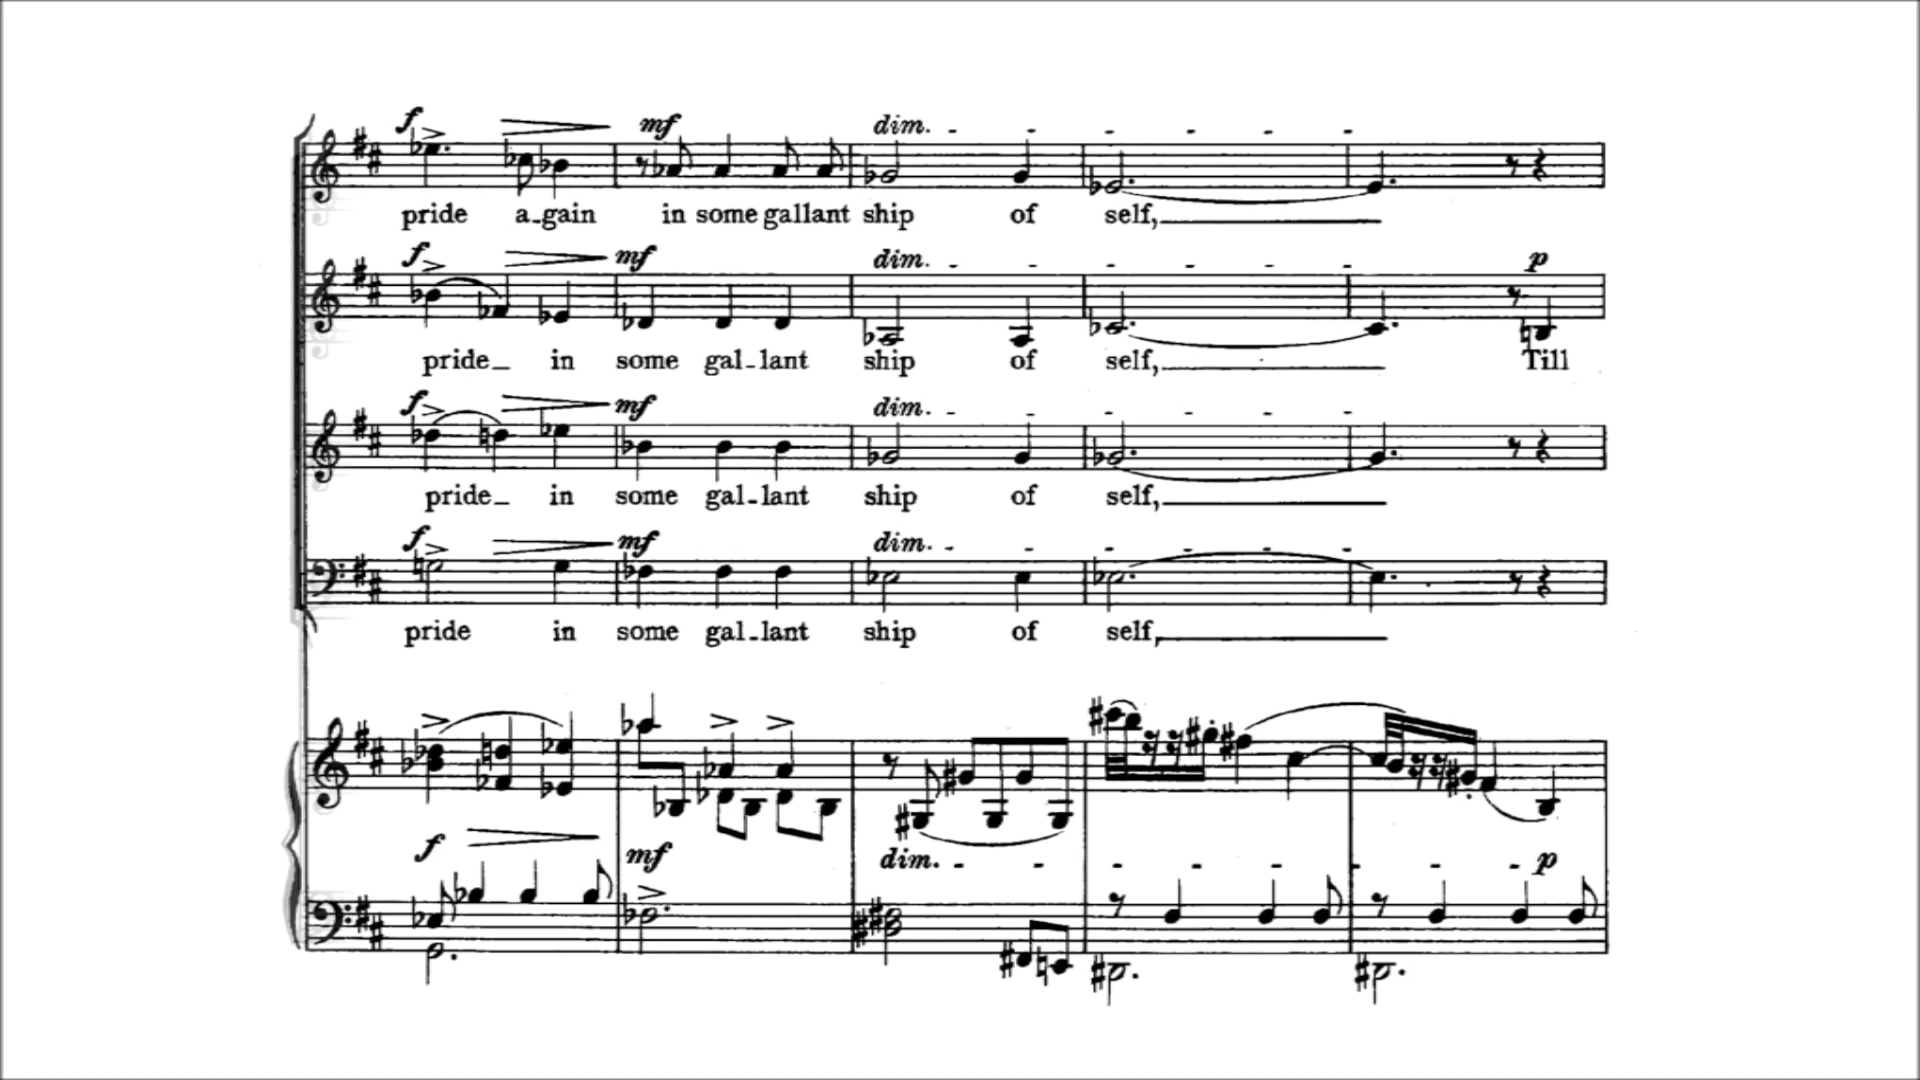 f mf dim. - - - - - -
pride a-gain in some gallant ship of self,
f mf dim. - - - - - - p
pride_ in some gal-lant ship of self, Till
f mf dim. - - - - - -
pride_ in some gal-lant ship of self,
f mf dim. - - - - - -
pride in some gal-lant ship of self,
f mf dim. - - - - - - - - p